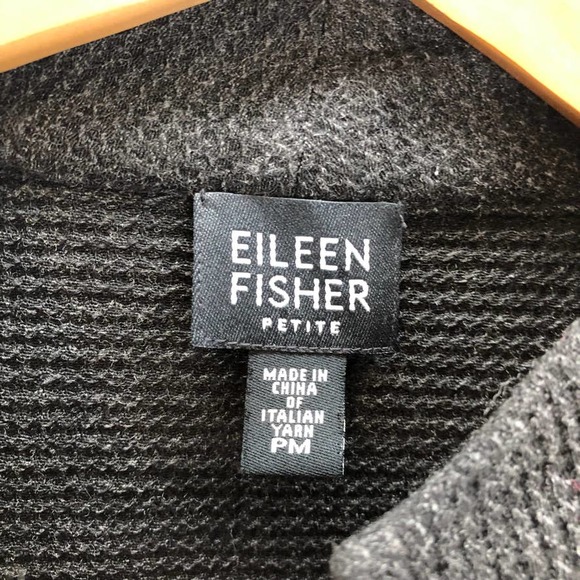 EILEEN
FISHER
PETITE
MADE IN
CHINA
OF
ITALIAN
YARN
PM